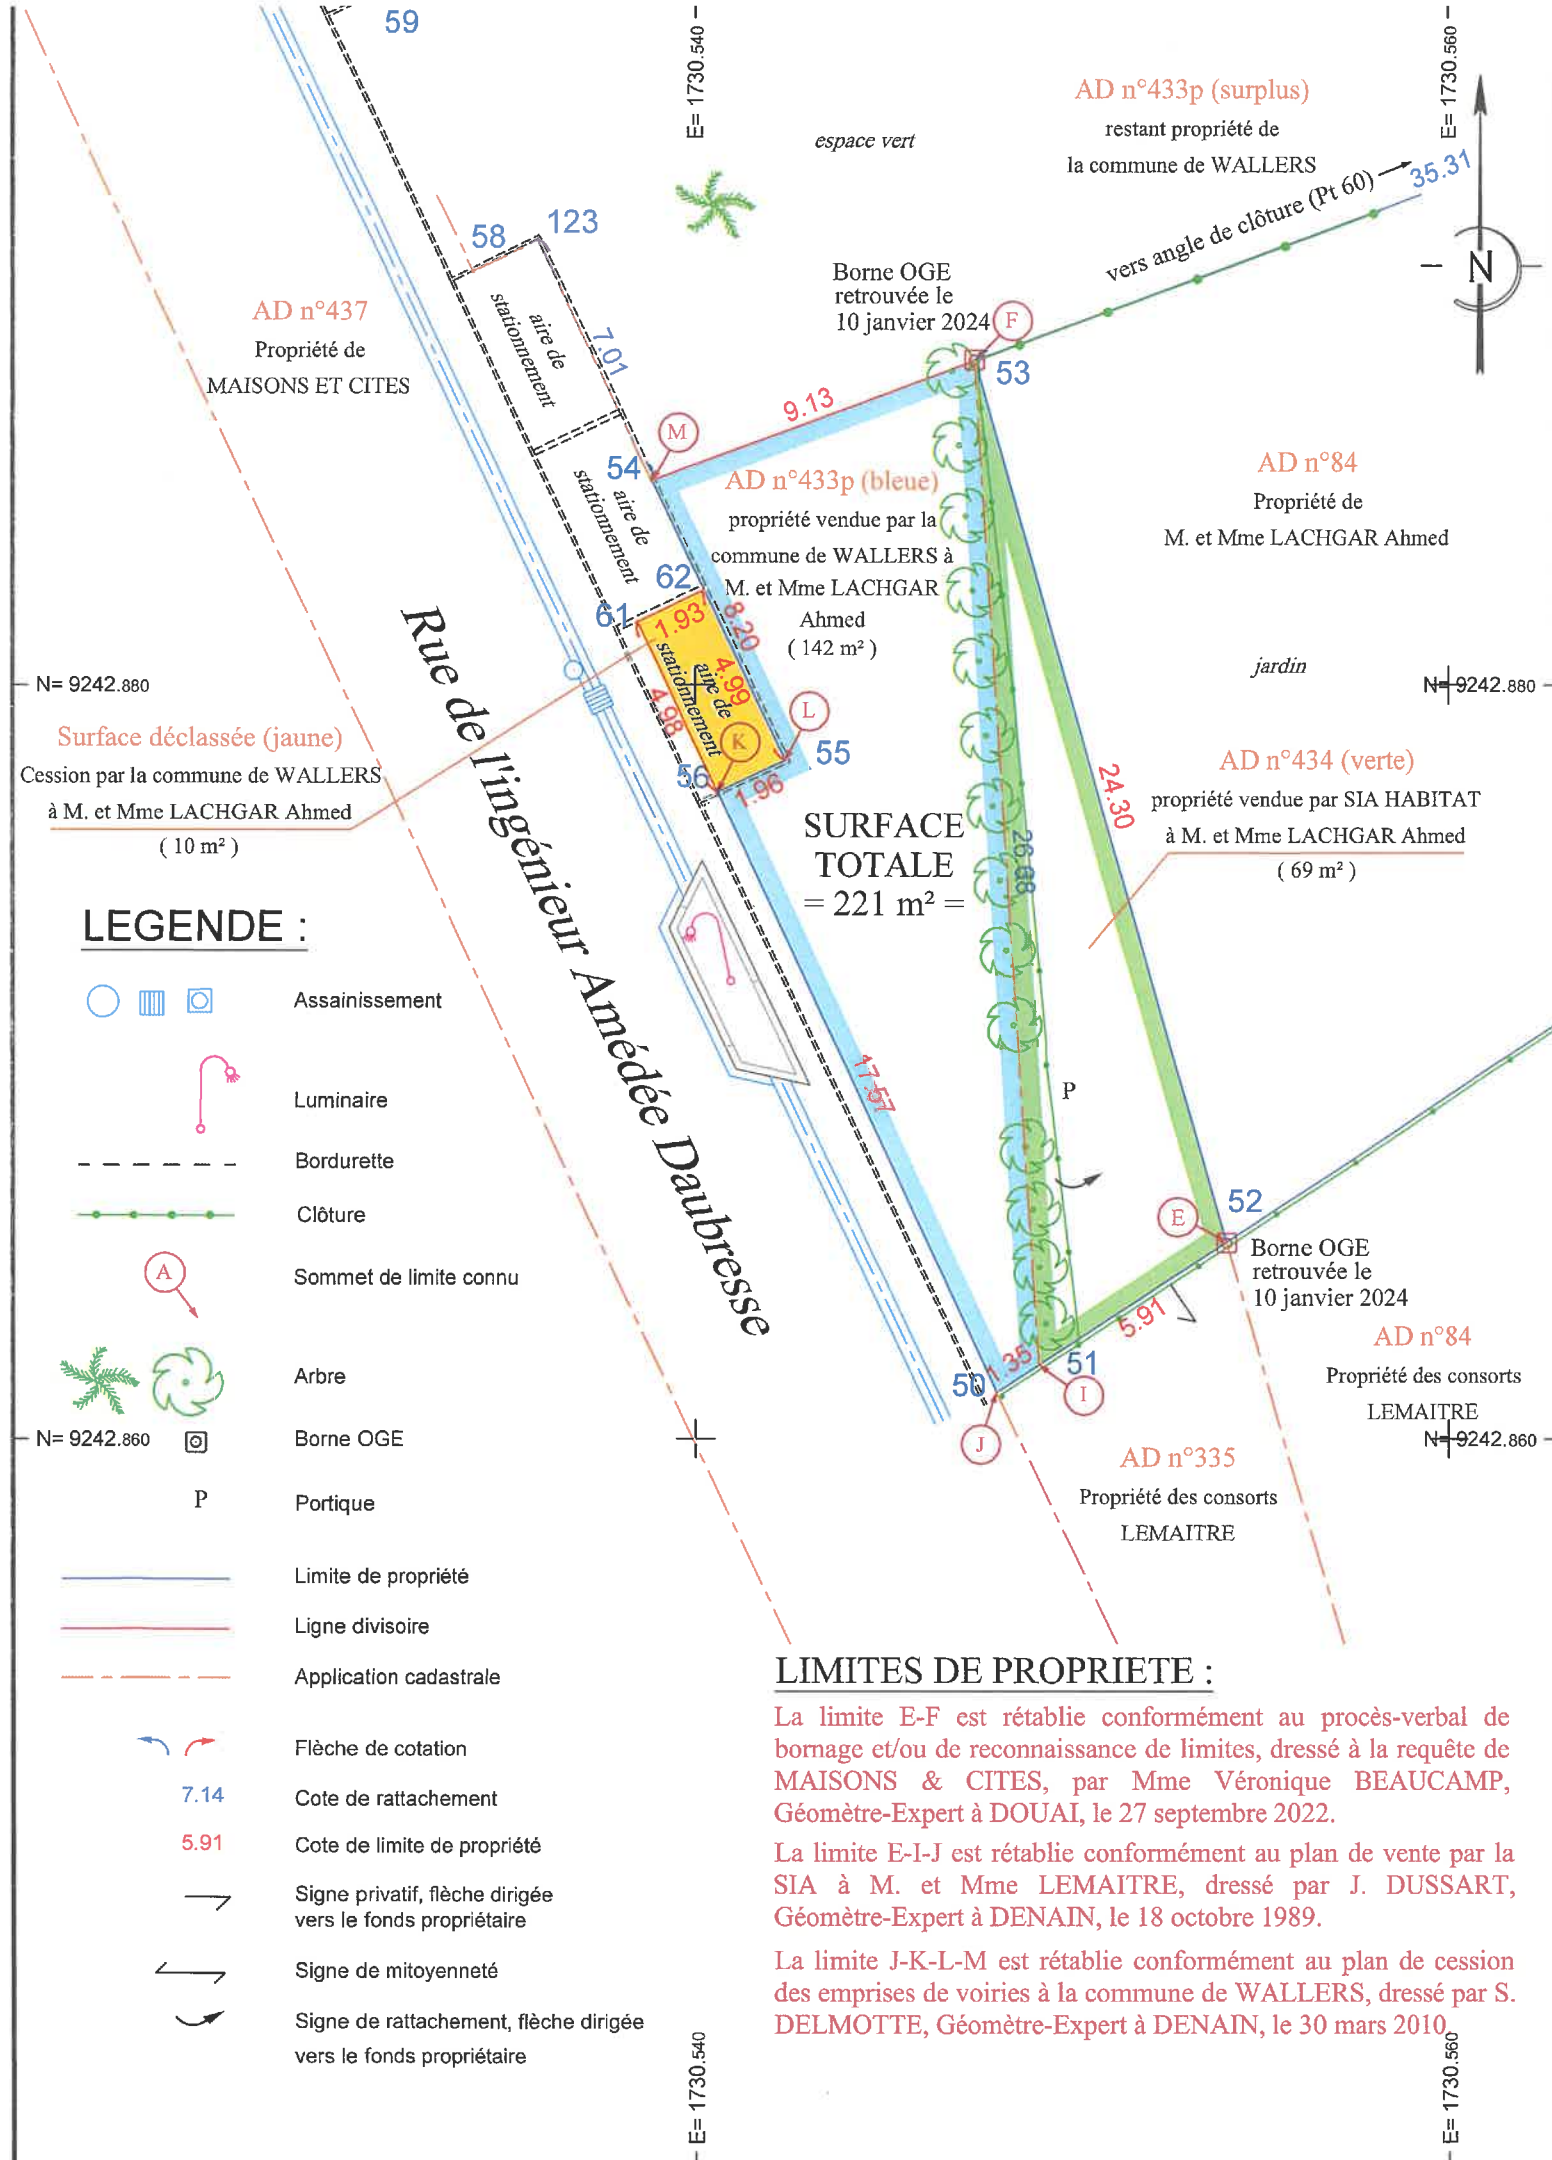 59
E= 1730.540
E= 1730.560
AD n°433p (surplus)
restant propriété de
la commune de WALLERS
espace vert
35.31
vers angle de clôture (Pt 60)
58
123
N
Borne OGE
retrouvée le
10 janvier 2024
F
53
AD n°437
Propriété de
MAISONS ET CITES
aire de
stationnement
7.01
9.13
M
54
aire de
stationnement
AD n°433p (bleue)
propriété vendue par la
commune de WALLERS à
M. et Mme LACHGAR
Ahmed
( 142 m² )
AD n°84
Propriété de
M. et Mme LACHGAR Ahmed
62
61
1.93
8.20
4.99
4.98
aire de
stationnement
jardin
N= 9242.880
N= 9242.880
L
K
55
56
1.96
Surface déclassée (jaune)
Cession par la commune de WALLERS
à M. et Mme LACHGAR Ahmed
( 10 m² )
Rue de l'ingénieur Amédée Daubresse
SURFACE
TOTALE
= 221 m² =
26.68
24.30
AD n°434 (verte)
propriété vendue par SIA HABITAT
à M. et Mme LACHGAR Ahmed
( 69 m² )
17.57
P
E
52
Borne OGE
retrouvée le
10 janvier 2024
5.91
1.35
50
51
I
J
AD n°84
Propriété des consorts
LEMAITRE
N= 9242.860
AD n°335
Propriété des consorts
LEMAITRE
LEGENDE :
Assainissement
Luminaire
Bordurette
Clôture
A
Sommet de limite connu
Arbre
N= 9242.860
Borne OGE
P
Portique
Limite de propriété
Ligne divisoire
Application cadastrale
Flèche de cotation
7.14
Cote de rattachement
5.91
Cote de limite de propriété
Signe privatif, flèche dirigée
vers le fonds propriétaire
Signe de mitoyenneté
Signe de rattachement, flèche dirigée
vers le fonds propriétaire
LIMITES DE PROPRIETE :
La limite E-F est rétablie conformément au procès-verbal de
bornage et/ou de reconnaissance de limites, dressé à la requête de
MAISONS & CITES, par Mme Véronique BEAUCAMP,
Géomètre-Expert à DOUAI, le 27 septembre 2022.
La limite E-I-J est rétablie conformément au plan de vente par la
SIA à M. et Mme LEMAITRE, dressé par J. DUSSART,
Géomètre-Expert à DENAIN, le 18 octobre 1989.
La limite J-K-L-M est rétablie conformément au plan de cession
des emprises de voiries à la commune de WALLERS, dressé par S.
DELMOTTE, Géomètre-Expert à DENAIN, le 30 mars 2010.
E= 1730.540
E= 1730.560